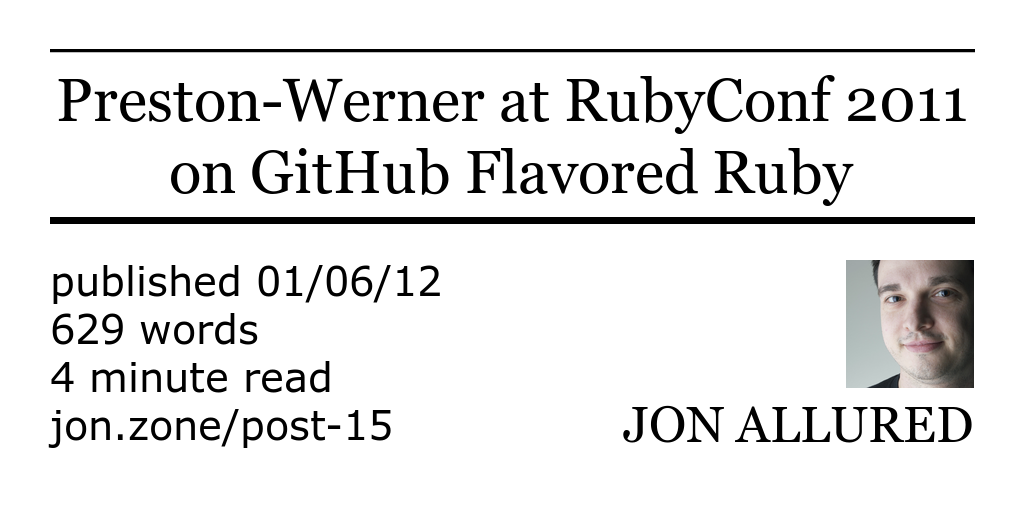 Preston-Werner at RubyConf 2011
on GitHub Flavored Ruby
published 01/06/12
629 words
4 minute read
jon.zone/post-15
JON ALLURED